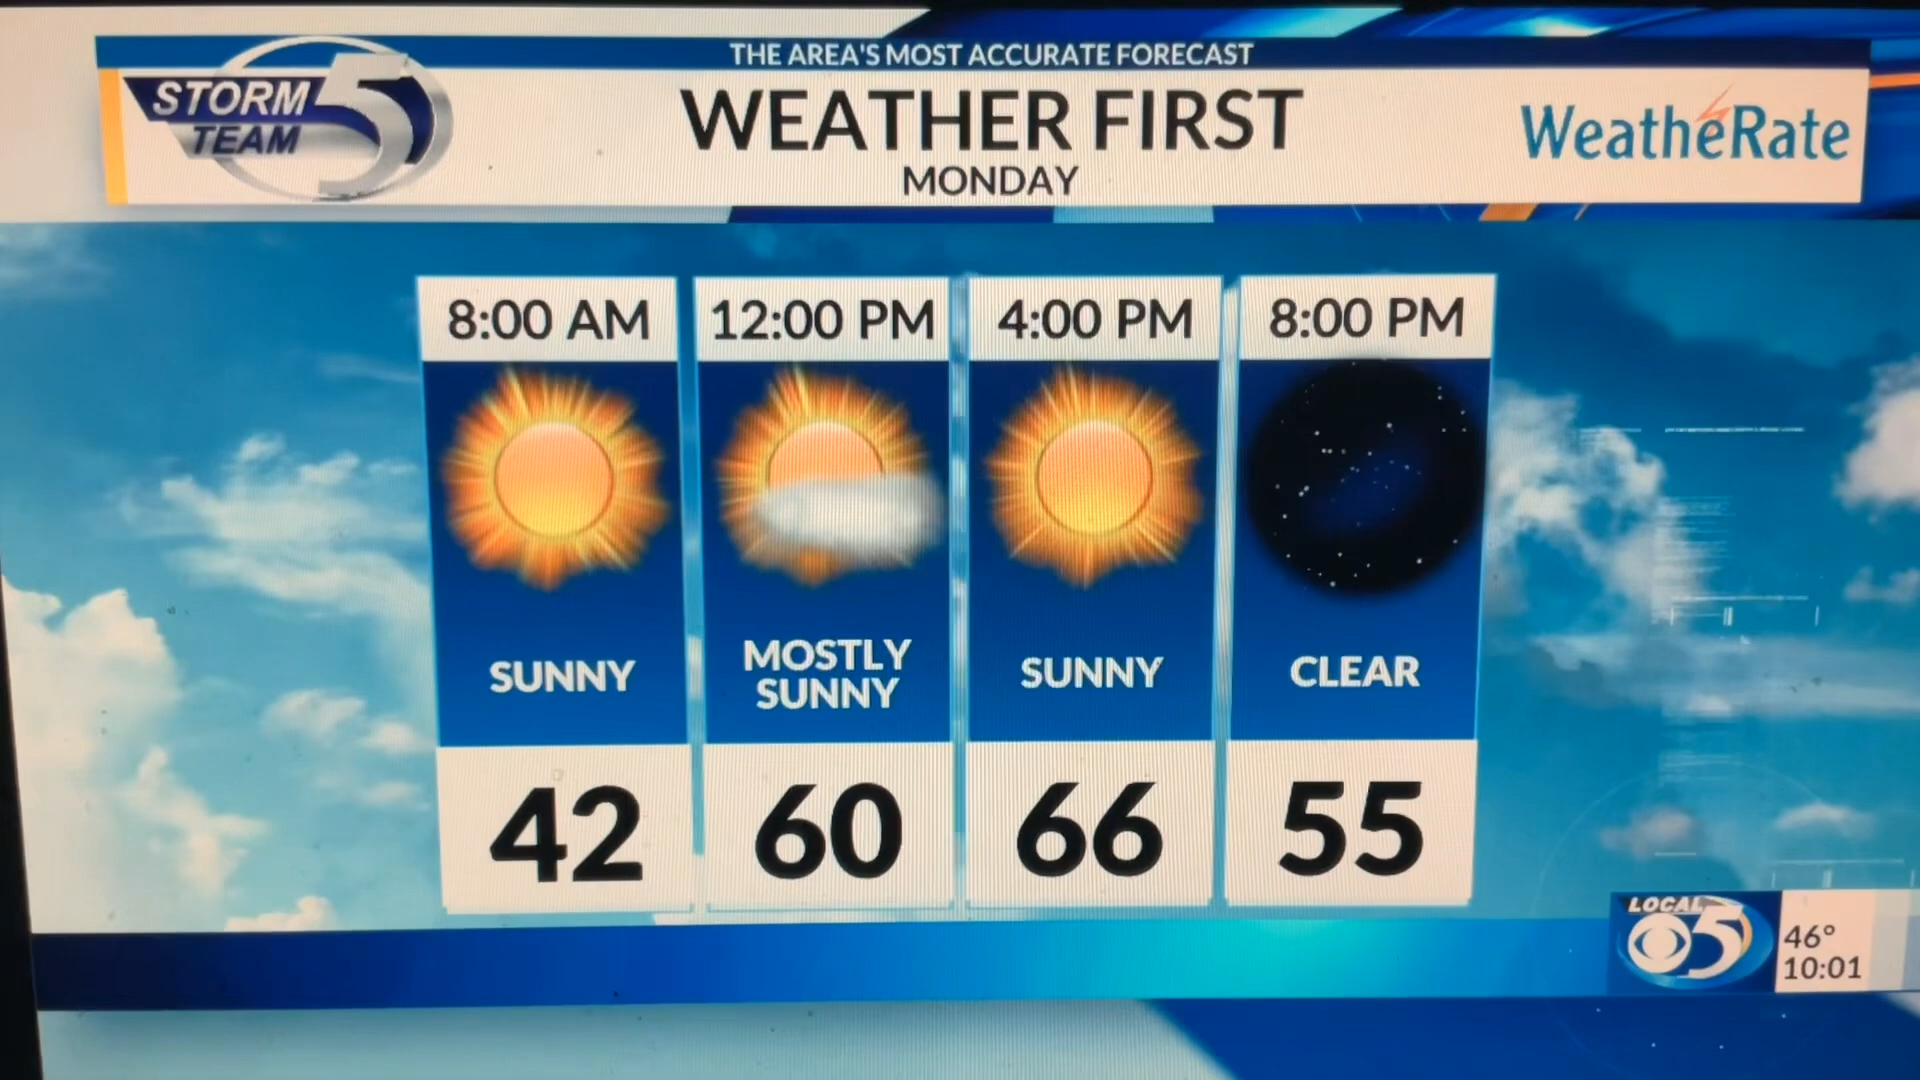 THE AREA'S MOST ACCURATE FORECAST
STORM
TEAM
5
WEATHER FIRST
MONDAY
WeatheRate
8:00 AM
12:00 PM
4:00 PM
8:00 PM
SUNNY
MOSTLY
SUNNY
SUNNY
CLEAR
42
60
66
55
LOCAL
5
46°
10:01